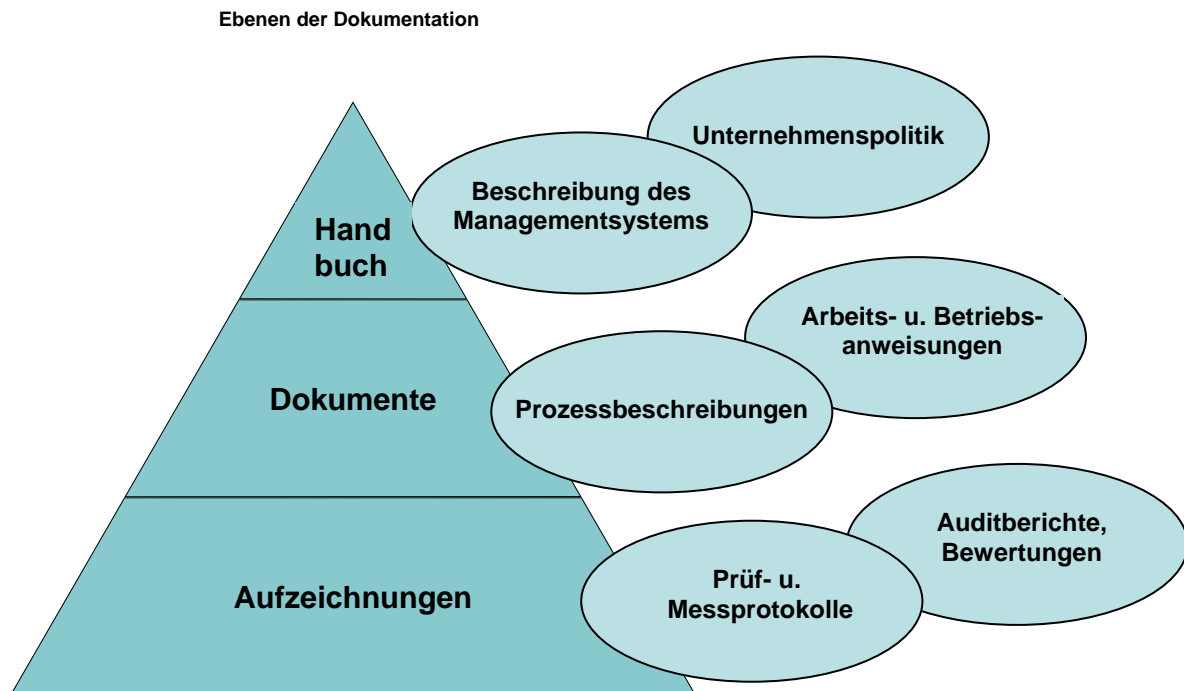 Ebenen der Dokumentation
Unternehmenspolitik
Beschreibung des
Managementsystems
Hand
buch
Arbeits- u. Betriebs-
anweisungen
Dokumente
Prozessbeschreibungen
Auditberichte,
Bewertungen
Aufzeichnungen
Prüf- u.
Messprotokolle